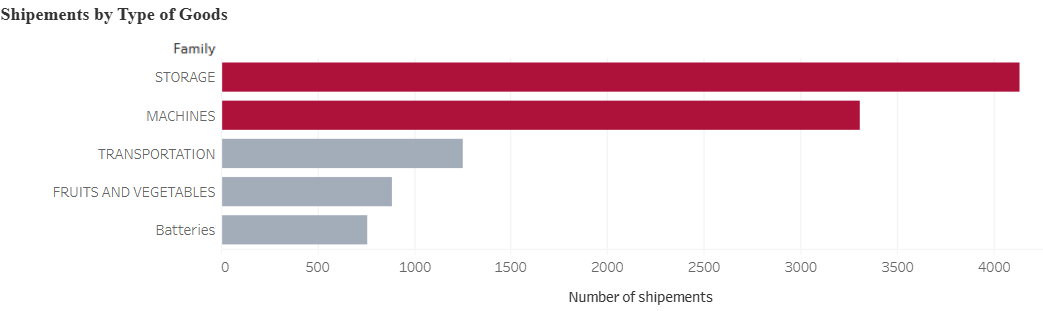 Shipements by Type of Goods
Family
STORAGE
MACHINES
TRANSPORTATION
FRUITS AND VEGETABLES
Batteries
0 500 1000 1500 2000 2500 3000 3500 4000
Number of shipements